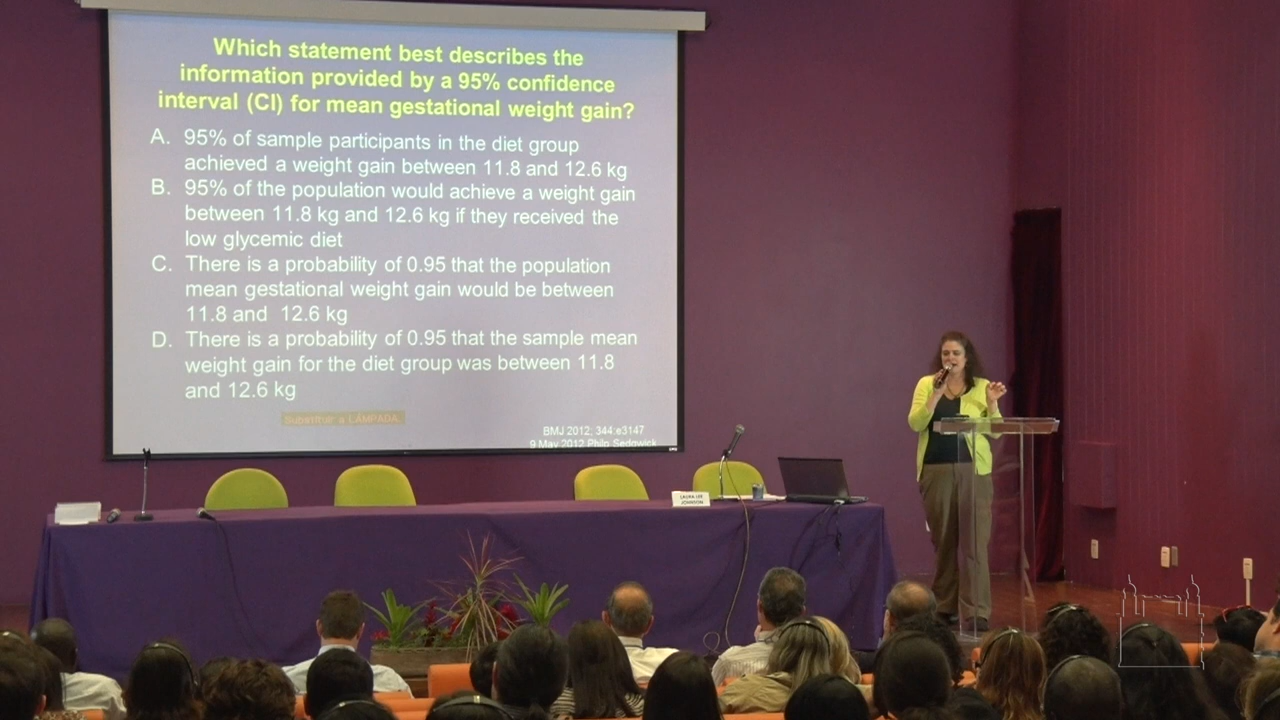 Which statement best describes the
information provided by a 95% confidence
interval (CI) for mean gestational weight gain?
A. 95% of sample participants in the diet group
achieved a weight gain between 11.8 and 12.6 kg
B. 95% of the population would achieve a weight gain
between 11.8 kg and 12.6 kg if they received the
low glycemic diet
C. There is a probability of 0.95 that the population
mean gestational weight gain would be between
11.8 and 12.6 kg
D. There is a probability of 0.95 that the sample mean
weight gain for the diet group was between 11.8
and 12.6 kg
Substituir a LÂMPADA.
BMJ 2012; 344:e3147
9 May 2012 Philp Sedgwick
LAURA LEE
JOHNSON